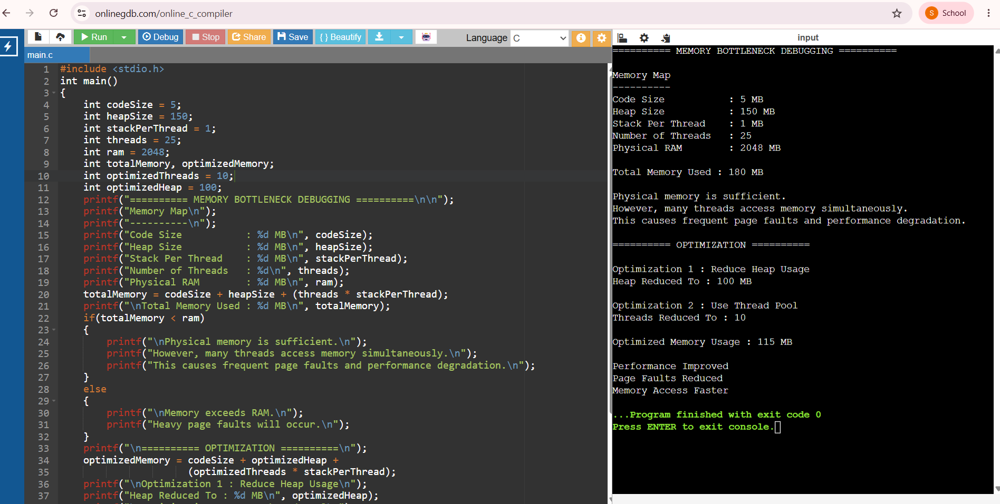 onlinegdb.com/online_c_compiler
S School
Run Debug Stop Share Save { } Beautify
Language C
input
main.c
1 #include <stdio.h>
2 int main()
3 {
4 int codeSize = 5;
5 int heapSize = 150;
6 int stackPerThread = 1;
7 int threads = 25;
8 int ram = 2048;
9 int totalMemory, optimizedMemory;
10 int optimizedThreads = 10;
11 int optimizedHeap = 100;
12 printf("========== MEMORY BOTTLENECK DEBUGGING ==========\n\n");
13 printf("Memory Map\n");
14 printf("----------\n");
15 printf("Code Size           : %d MB\n", codeSize);
16 printf("Heap Size           : %d MB\n", heapSize);
17 printf("Stack Per Thread    : %d MB\n", stackPerThread);
18 printf("Number of Threads   : %d\n", threads);
19 printf("Physical RAM        : %d MB\n", ram);
20 totalMemory = codeSize + heapSize + (threads * stackPerThread);
21 printf("\nTotal Memory Used : %d MB\n", totalMemory);
22 if(totalMemory < ram)
23 {
24 printf("\nPhysical memory is sufficient.\n");
25 printf("However, many threads access memory simultaneously.\n");
26 printf("This causes frequent page faults and performance degradation.\n");
27 }
28 else
29 {
30 printf("\nMemory exceeds RAM.\n");
31 printf("Heavy page faults will occur.\n");
32 }
33 printf("\n========== OPTIMIZATION ==========\n");
34 optimizedMemory = codeSize + optimizedHeap +
35 (optimizedThreads * stackPerThread);
36 printf("\nOptimization 1 : Reduce Heap Usage\n");
37 printf("Heap Reduced To : %d MB\n", optimizedHeap);
========== MEMORY BOTTLENECK DEBUGGING ==========
Memory Map
----------
Code Size           : 5 MB
Heap Size           : 150 MB
Stack Per Thread    : 1 MB
Number of Threads   : 25
Physical RAM        : 2048 MB
Total Memory Used : 180 MB
Physical memory is sufficient.
However, many threads access memory simultaneously.
This causes frequent page faults and performance degradation.
========== OPTIMIZATION ==========
Optimization 1 : Reduce Heap Usage
Heap Reduced To : 100 MB
Optimization 2 : Use Thread Pool
Threads Reduced To : 10
Optimized Memory Usage : 115 MB
Performance Improved
Page Faults Reduced
Memory Access Faster
...Program finished with exit code 0
Press ENTER to exit console.